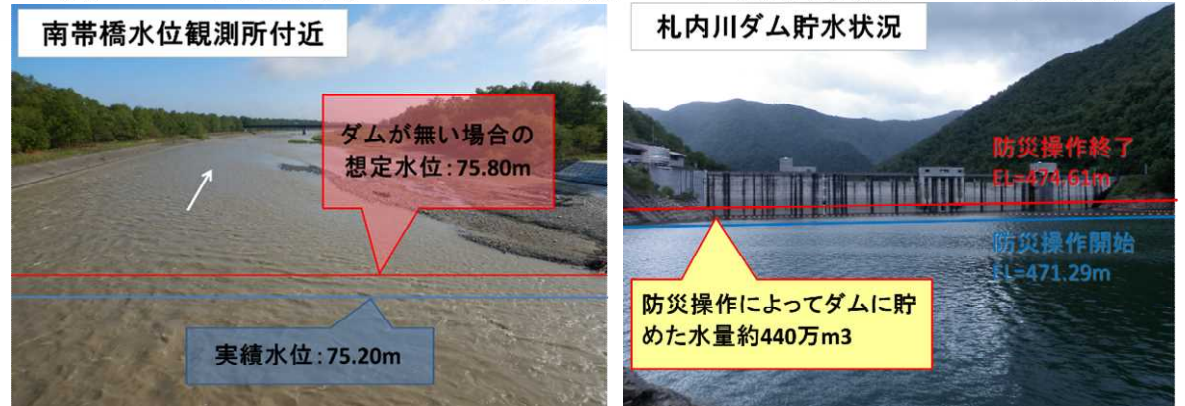 南帯橋水位観測所付近
ダムが無い場合の
想定水位：75.80m
実績水位：75.20m
札内川ダム貯水状況
防災操作終了
EL=474.61m
防災操作開始
EL=471.29m
防災操作によってダムに貯
めた水量約440万m3